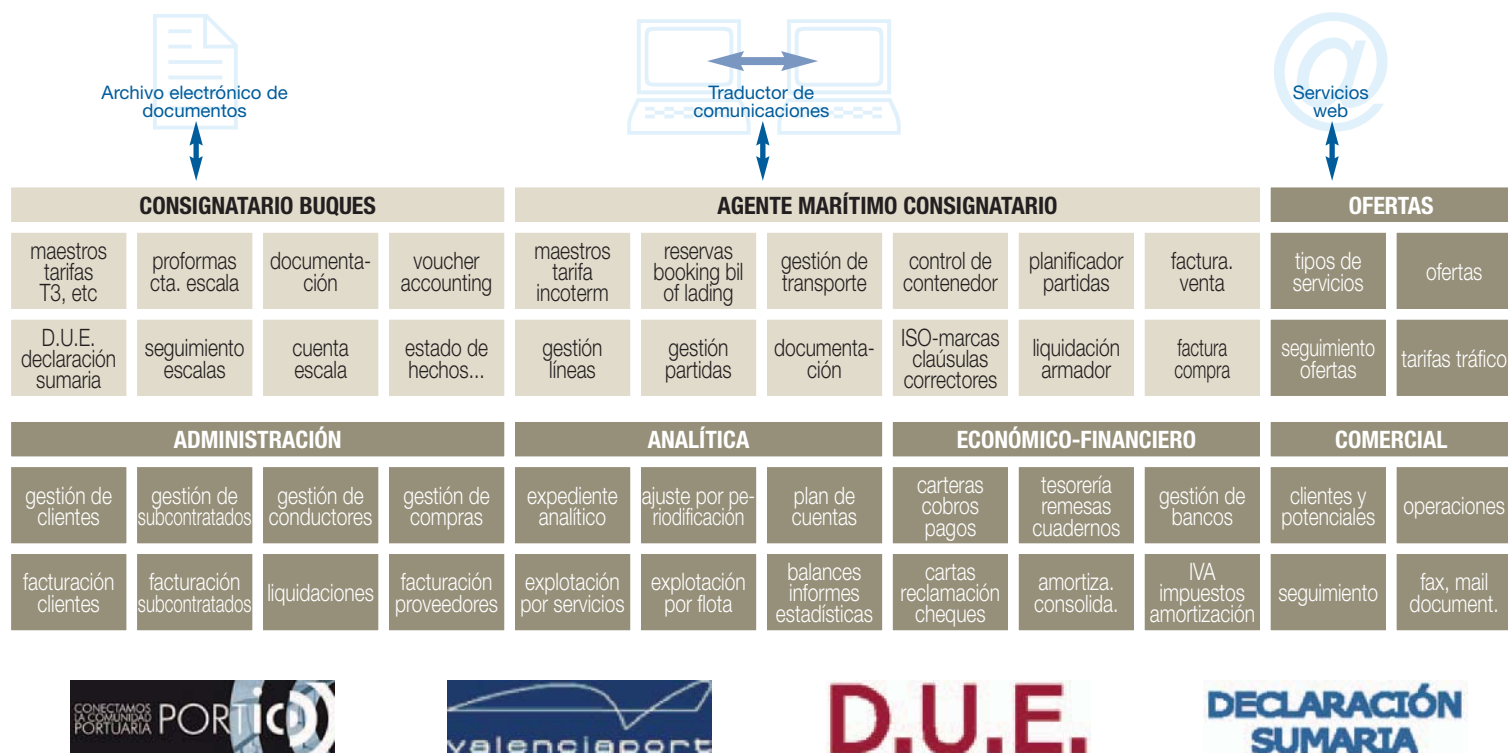 Archivo electrónico de
documentos
Traductor de
comunicaciones
Servicios
web
CONSIGNATARIO BUQUES
AGENTE MARÍTIMO CONSIGNATARIO
OFERTAS
maestros
tarifas
T3, etc
proformas
cta. escala
documenta-
ción
voucher
accounting
maestros
tarifa
incoterm
reservas
booking bil
of lading
gestión de
transporte
control de
contenedor
planificador
partidas
factura.
venta
tipos de
servicios
ofertas
D.U.E.
declaración
sumaria
seguimiento
escalas
cuenta
escala
estado de
hechos...
gestión
líneas
gestión
partidas
documenta-
ción
ISO-marcas
claúsulas
correctores
liquidación
armador
factura
compra
seguimiento
ofertas
tarifas tráfico
ADMINISTRACIÓN
ANALÍTICA
ECONÓMICO-FINANCIERO
COMERCIAL
gestión de
clientes
gestión de
subcontratados
gestión de
conductores
gestión de
compras
expediente
analítico
ajuste por pe-
riodificación
plan de
cuentas
carteras
cobros
pagos
tesorería
remesas
cuadernos
gestión de
bancos
clientes y
potenciales
operaciones
facturación
clientes
facturación
subcontratados
liquidaciones
facturación
proveedores
explotación
por servicios
explotación
por flota
balances
informes
estadísticas
cartas
reclamación
cheques
amortiza.
consolida.
IVA
impuestos
amortización
seguimiento
fax, mail
document.
CONECTAMOS
LA COMUNIDAD
PORTUARIA
PORTIC
valenciaport
D.U.E.
DECLARACIÓN
SUMARIA